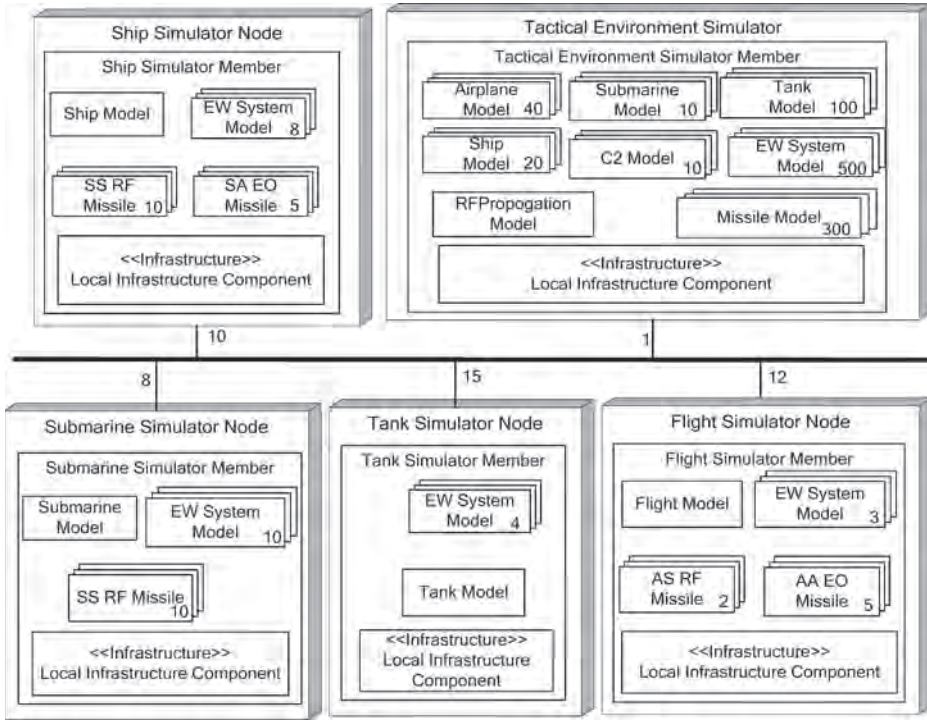 Ship Simulator Node
Ship Simulator Member
Ship Model
EW System
Model 8
SS RF
Missile 10
SA EO
Missile 5
<<Infrastructure>>
Local Infrastructure Component
Tactical Environment Simulator
Tactical Environment Simulator Member
Airplane
Model 40
Submarine
Model 10
Tank
Model 100
Ship
Model 20
C2 Model
10
EW System
Model 500
RFPropogation
Model
Missile Model
300
<<Infrastructure>>
Local Infrastructure Component
10
1
8
15
12
Submarine Simulator Node
Submarine Simulator Member
Submarine
Model
EW System
Model 10
SS RF Missile
10
<<Infrastructure>>
Local Infrastructure Component
Tank Simulator Node
Tank Simulator Member
EW System
Model 4
Tank Model
<<Infrastructure>>
Local Infrastructure
Component
Flight Simulator Node
Flight Simulator Member
Flight Model
EW System
Model 3
AS RF
Missile 2
AA EO
Missile 5
<<Infrastructure>>
Local Infrastructure Component